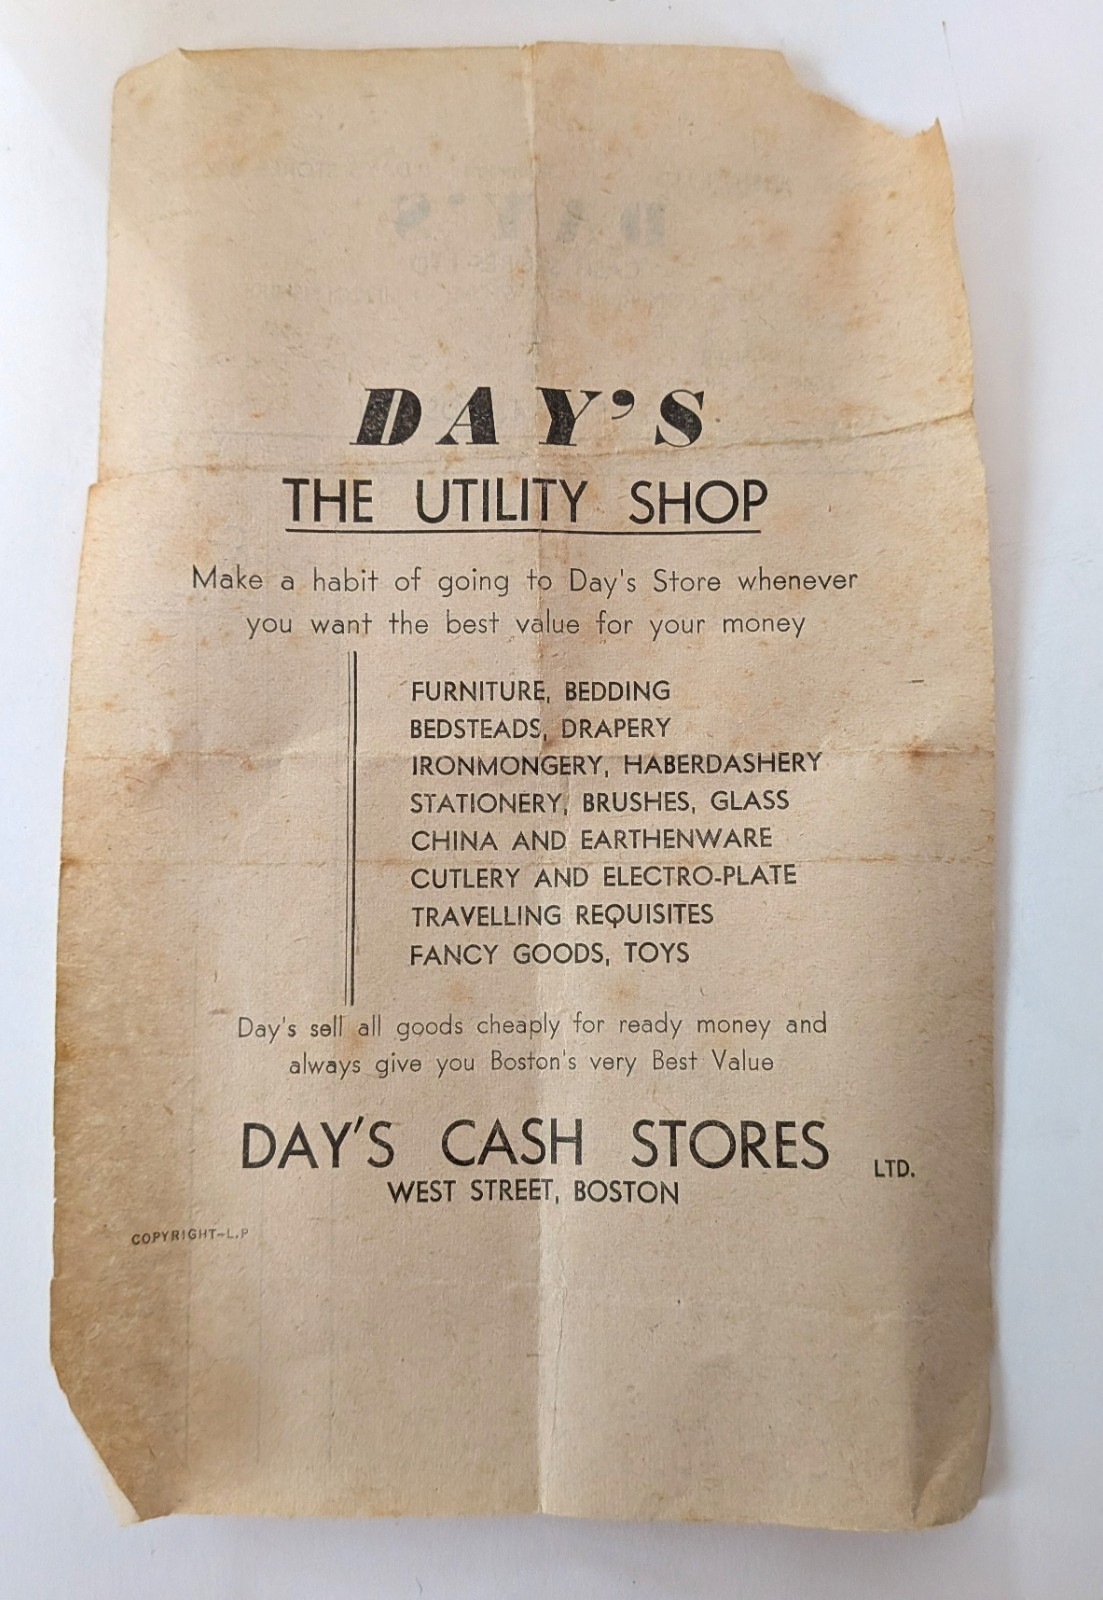 DAY'S
THE UTILITY SHOP
Make a habit of going to Day's Store whenever
you want the best value for your money
FURNITURE, BEDDING
BEDSTEADS, DRAPERY
IRONMONGERY, HABERDASHERY
STATIONERY, BRUSHES, GLASS
CHINA AND EARTHENWARE
CUTLERY AND ELECTRO-PLATE
TRAVELLING REQUISITES
FANCY GOODS, TOYS
Day's sell all goods cheaply for ready money and
always give you Boston's very Best Value
DAY'S CASH STORES LTD.
WEST STREET, BOSTON
COPYRIGHT-L.P